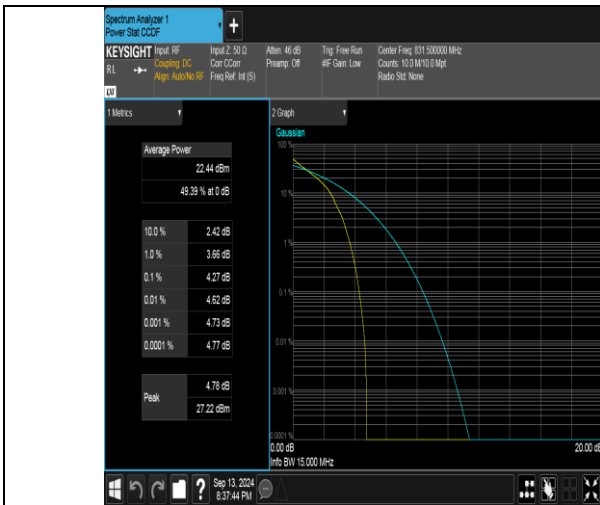 Spectrum Analyzer 1
Power Stat CCDF
KEYSIGHT
Input: RF
Coupling: DC
Align: Auto/No RF
Input Z: 50 Ω
Corr CCorr
Freq Ref: Int (S)
Atten: 46 dB
Preamp: Off
Trig: Free Run
#IF Gain: Low
Center Freq: 831.500000 MHz
Counts: 10.0 M/10.0 Mpt
Radio Std: None
R L
LXI
1 Metrics
Average Power
22.44 dBm
49.39 % at 0 dB
10.0 % 2.42 dB
1.0 % 3.66 dB
0.1 % 4.27 dB
0.01 % 4.62 dB
0.001 % 4.73 dB
0.0001 % 4.77 dB
Peak
4.78 dB
27.22 dBm
2 Graph
Gaussian
100 %
10 %
1 %
0.1 %
0.01 %
0.001 %
0.0001 %
0.00 dB
20.00 dB
Info BW 15.000 MHz
?
Sep 13, 2024
8:37:44 PM